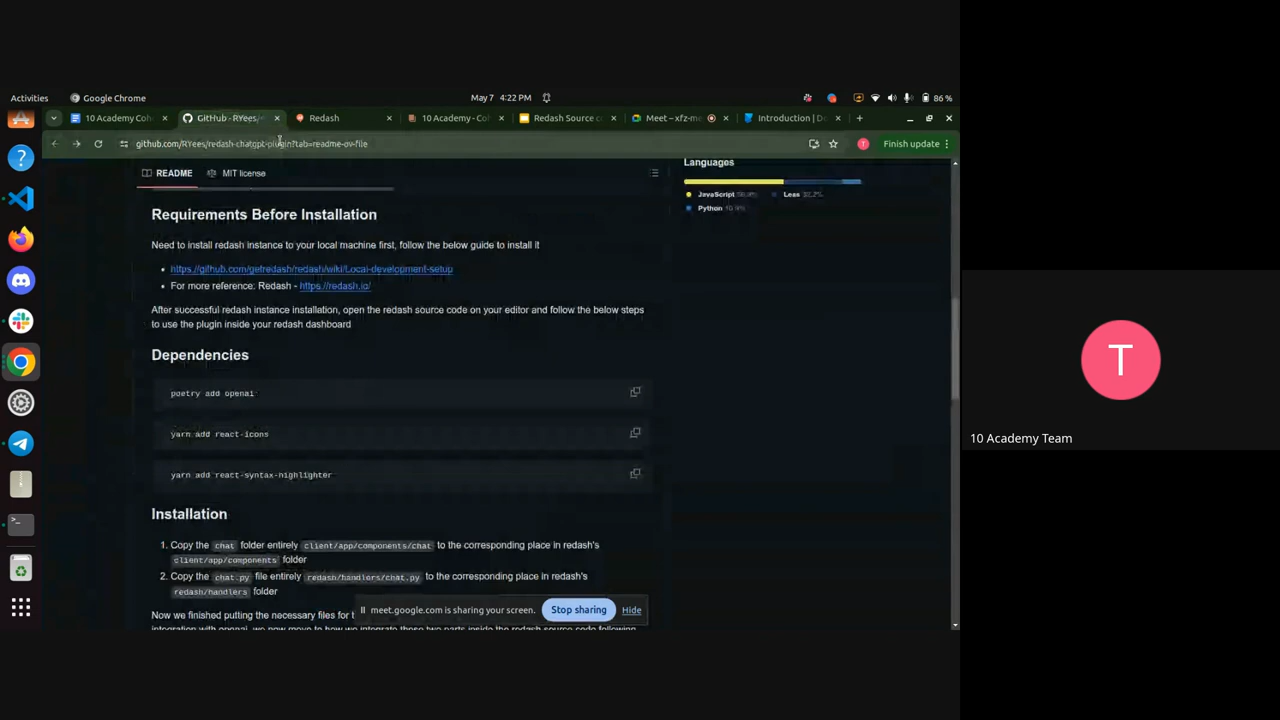 Activities
Google Chrome
May 7 4:22 PM
86 %
10 Academy Coh
GitHub - RYees/
Redash
10 Academy - Co
Redash Source c
Meet – xfz-m
Introduction | D
github.com/RYees/redash-chatgpt-plugin?tab=readme-ov-file
Finish update
README
MIT license
Languages
JavaScript
Less
Python
Requirements Before Installation
Need to install redash instance to your local machine first, follow the below guide to install it
https://github.com/getredash/redash/wiki/Local-development-setup
For more reference: Redash - https://redash.io/
After successful redash instance installation, open the redash source code on your editor and follow the below steps
to use the plugin inside your redash dashboard
Dependencies
poetry add openai
yarn add react-icons
yarn add react-syntax-highlighter
Installation
1. Copy the chat folder entirely client/app/components/chat to the corresponding place in redash's
client/app/components folder
2. Copy the chat.py file entirely redash/handlers/chat.py to the corresponding place in redash's
redash/handlers folder
Now we finished putting the necessary files for
meet.google.com is sharing your screen.
Stop sharing
Hide
T
10 Academy Team